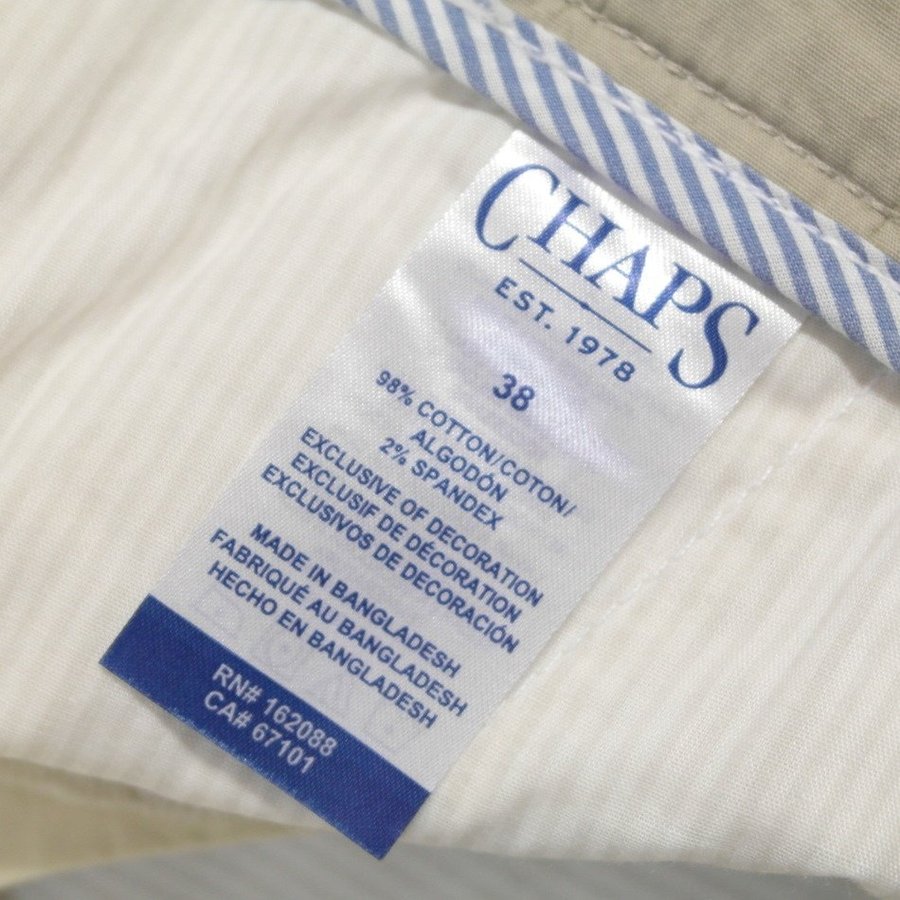 CHAPS
EST. 1978
38
98% COTTON/COTON/
ALGODÓN
2% SPANDEX
EXCLUSIVE OF DECORATION
EXCLUSIF DE DÉCORATION
EXCLUSIVOS DE DECORACIÓN
MADE IN BANGLADESH
FABRIQUÉ AU BANGLADESH
HECHO EN BANGLADESH
RN# 162088
CA# 67101